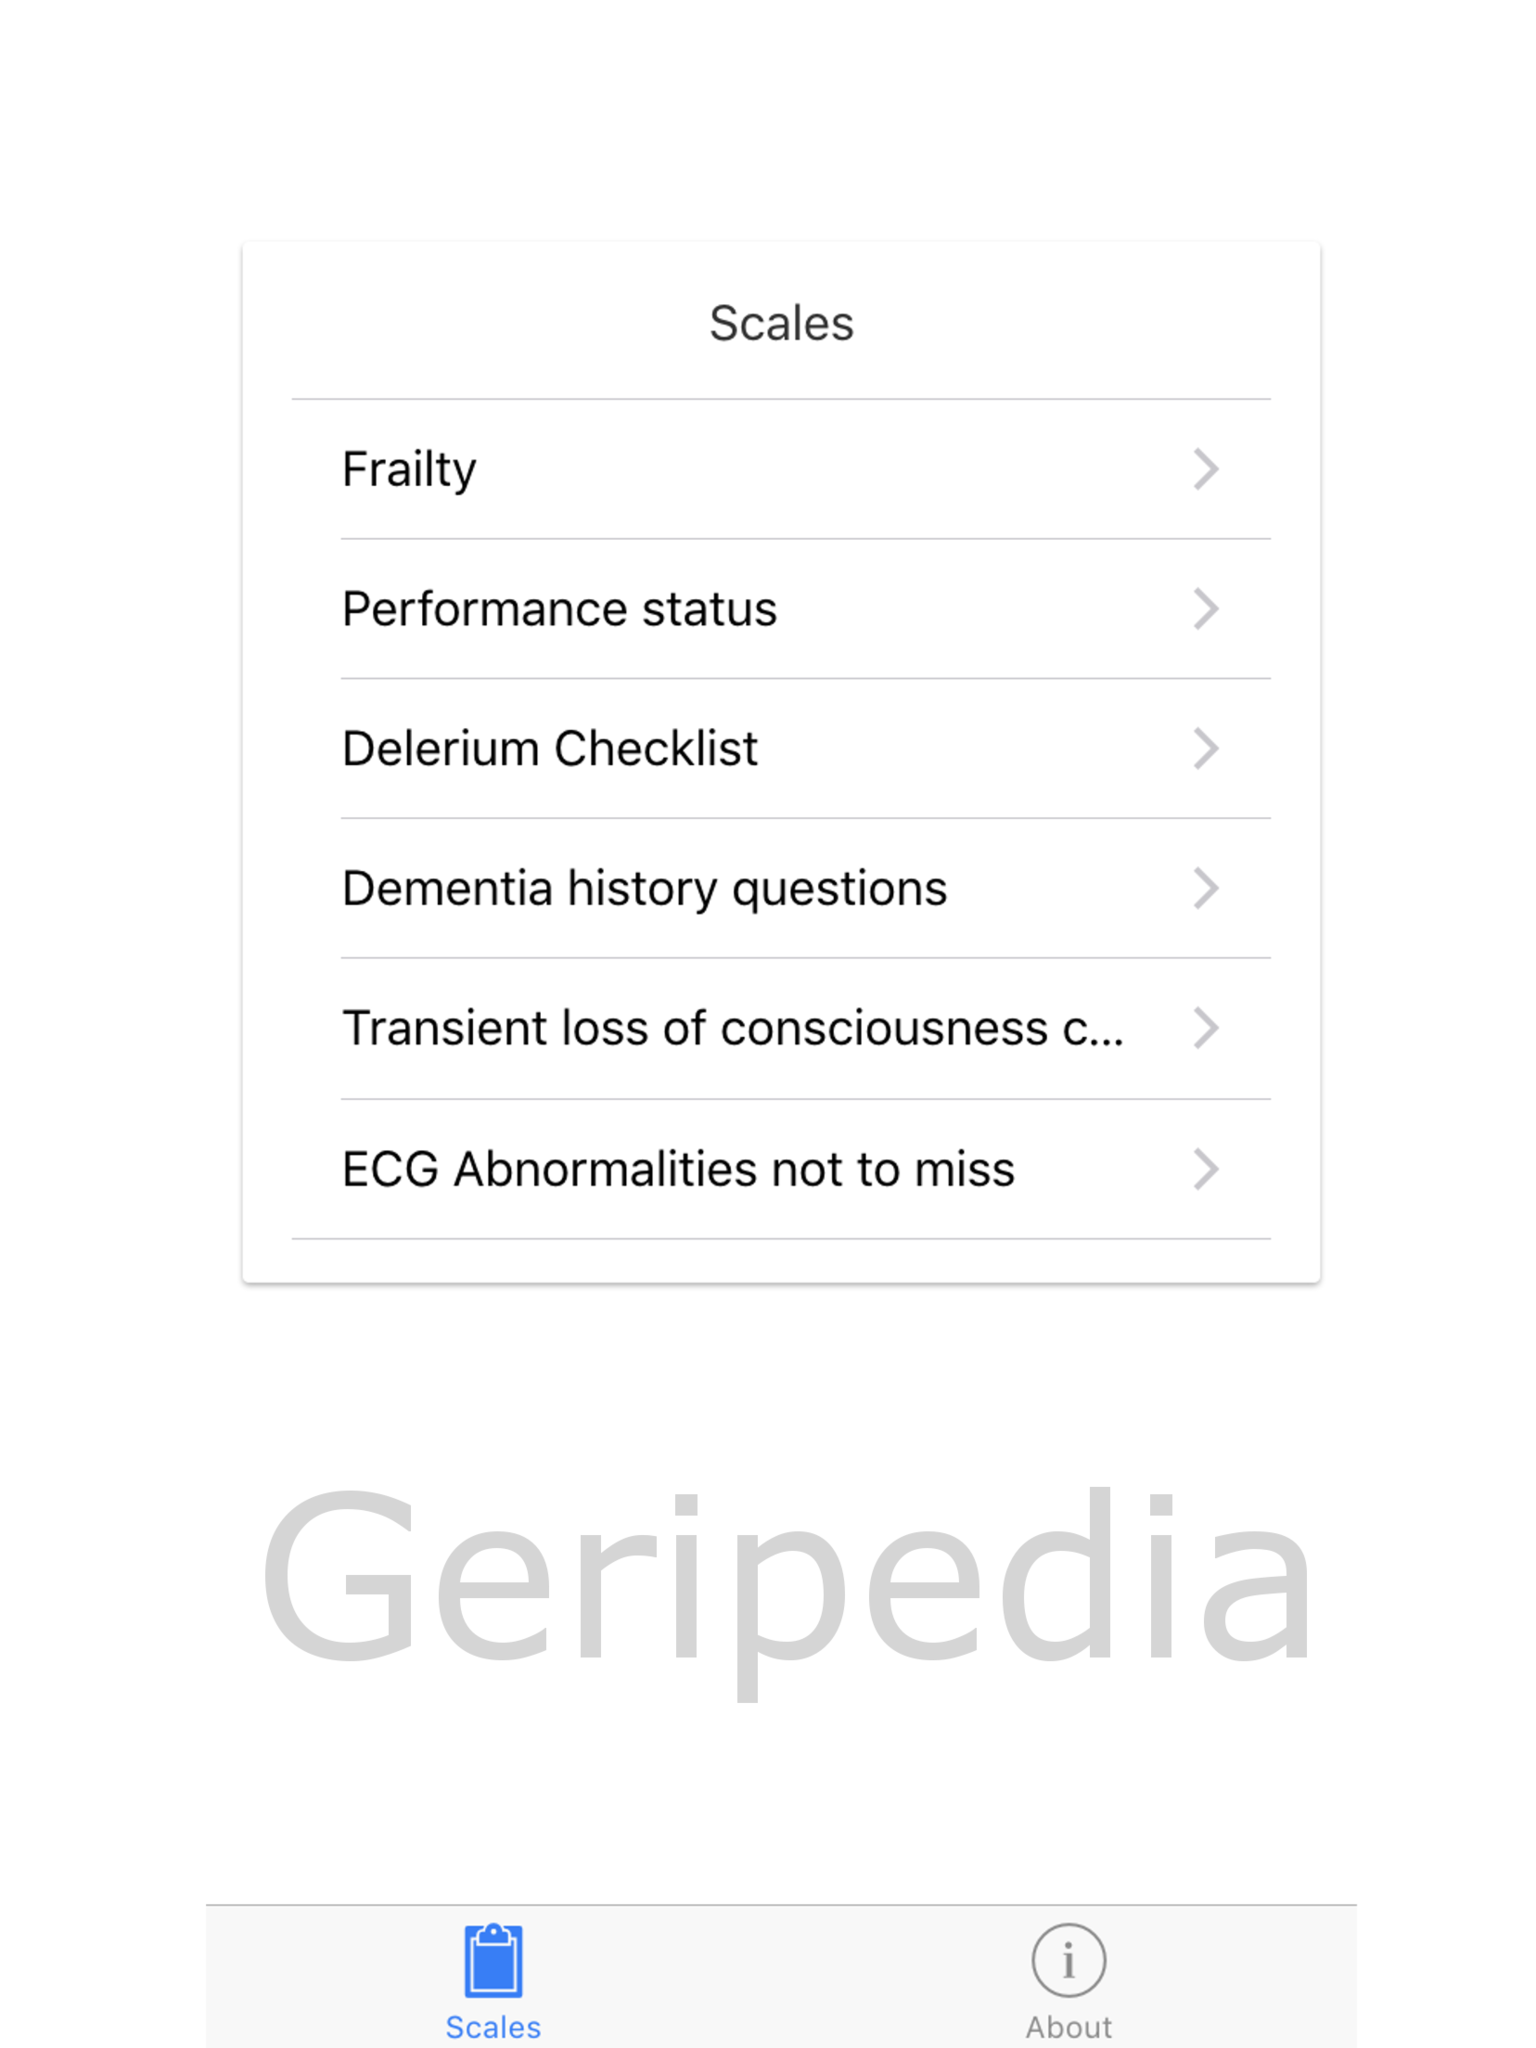 Scales
Frailty
Performance status
Delerium Checklist
Dementia history questions
Transient loss of consciousness c...
ECG Abnormalities not to miss
Geripedia
Scales
About